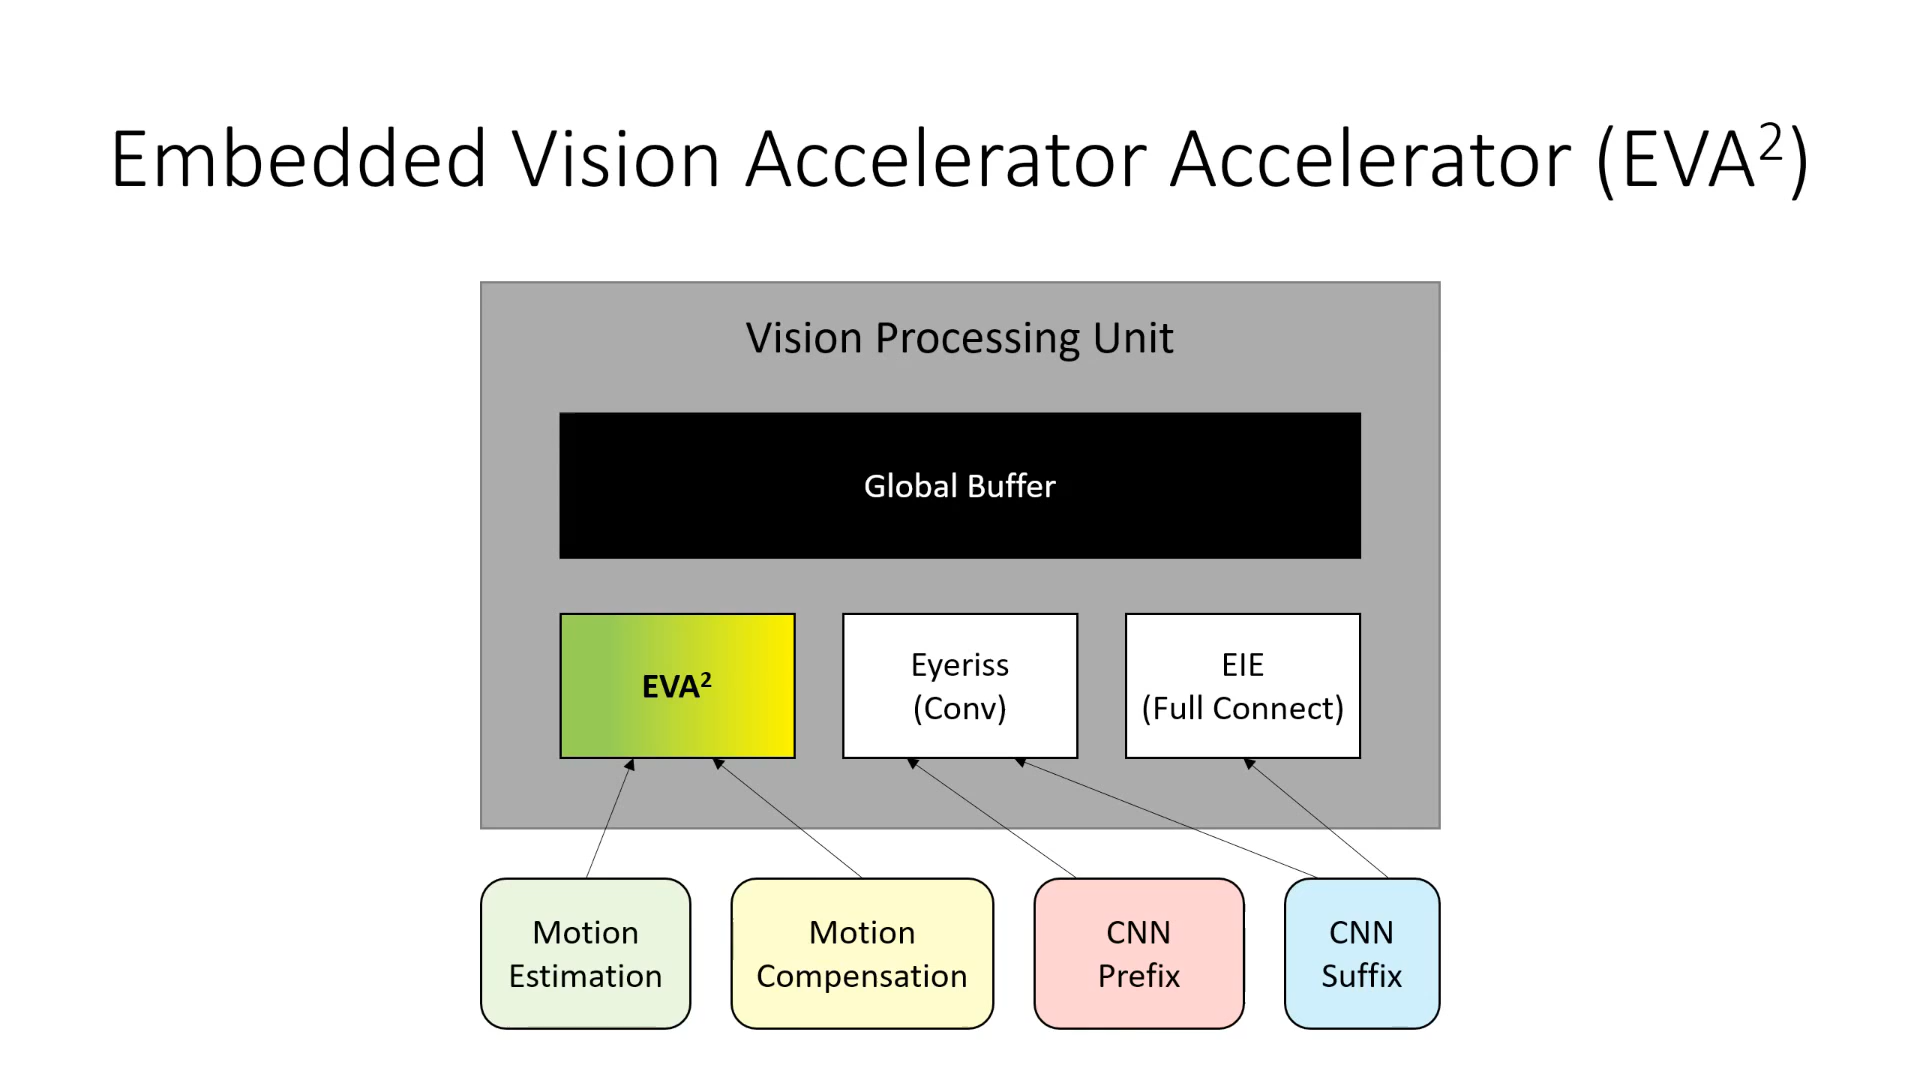 Embedded Vision Accelerator Accelerator (EVA²)
Vision Processing Unit
Global Buffer
EVA²
Eyeriss
(Conv)
EIE
(Full Connect)
Motion
Estimation
Motion
Compensation
CNN
Prefix
CNN
Suffix